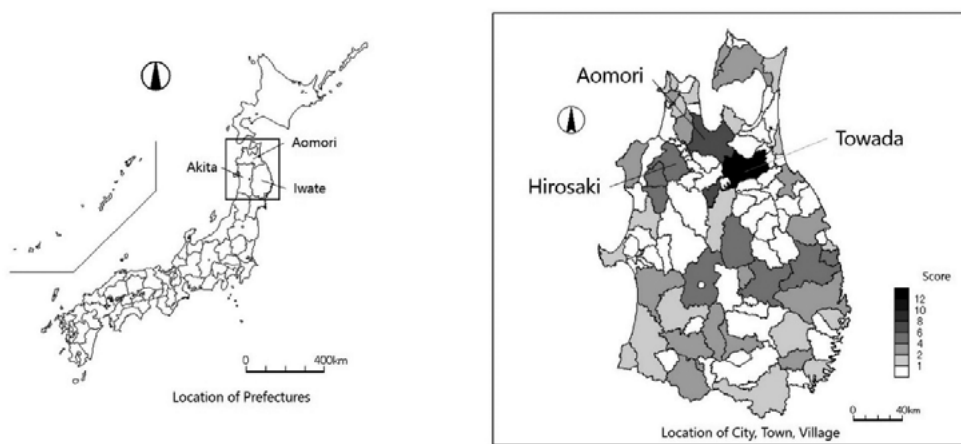 Aomori
Akita
Iwate
0 400km
Location of Prefectures
Aomori
Towada
Hirosaki
Score
12
10
8
6
4
2
1
0 40km
Location of City, Town, Village